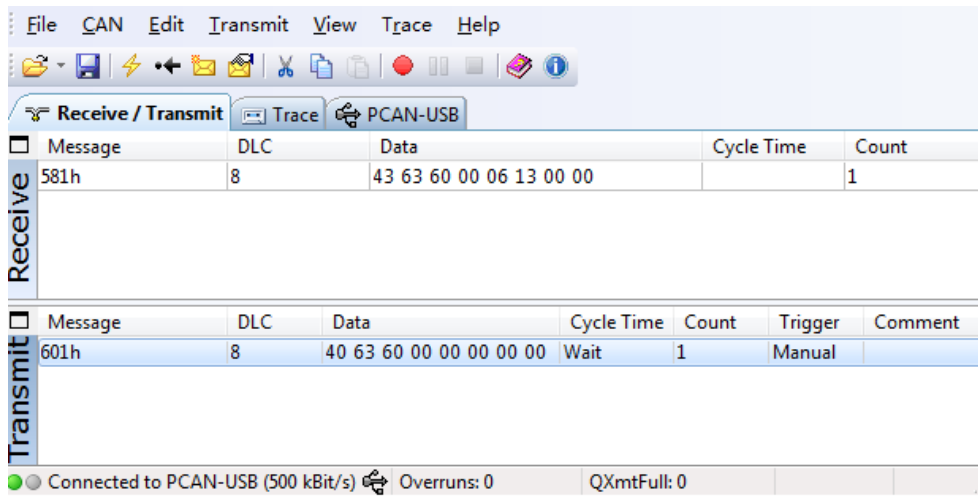 File CAN Edit Transmit View Trace Help
Receive / Transmit Trace PCAN-USB
Message DLC Data Cycle Time Count
581h 8 43 63 60 00 06 13 00 00 1
Receive
Message DLC Data Cycle Time Count Trigger Comment
601h 8 40 63 60 00 00 00 00 00 Wait 1 Manual
Transmit
Connected to PCAN-USB (500 kBit/s) Overruns: 0 QXmtFull: 0